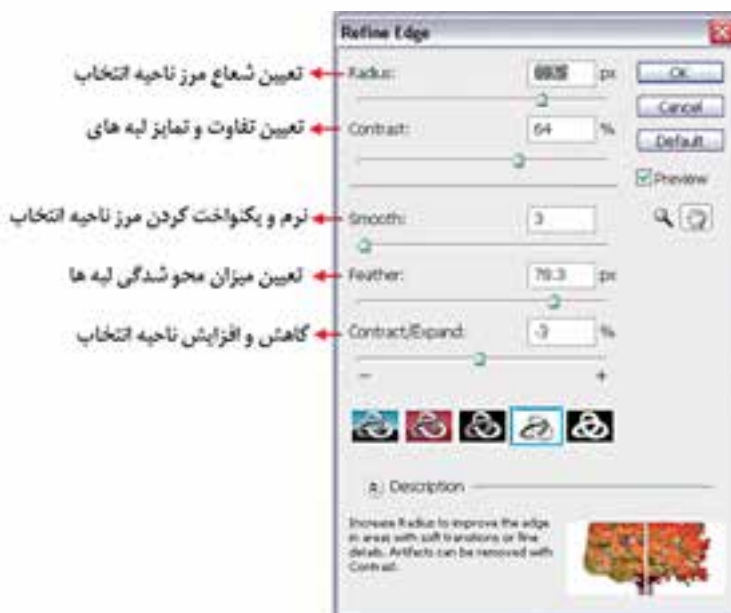 Refine Edge
تعیین شعاع مرز ناحیه انتخاب
Radius:
px
OK
Cancel
تعیین تفاوت و تمایز لبه های
Contrast:
64
%
Default
Preview
نرم و یکنواخت کردن مرز ناحیه انتخاب
Smooth:
3
تعیین میزان محو شدگی لبه ها
Feather:
78.3
px
کاهش و افزایش ناحیه انتخاب
Contract/Expand:
-3
%
- +
Description
Increase Radius to improve the edge
in areas with soft transitions or fine
details. Artifacts can be removed with
Contrast.